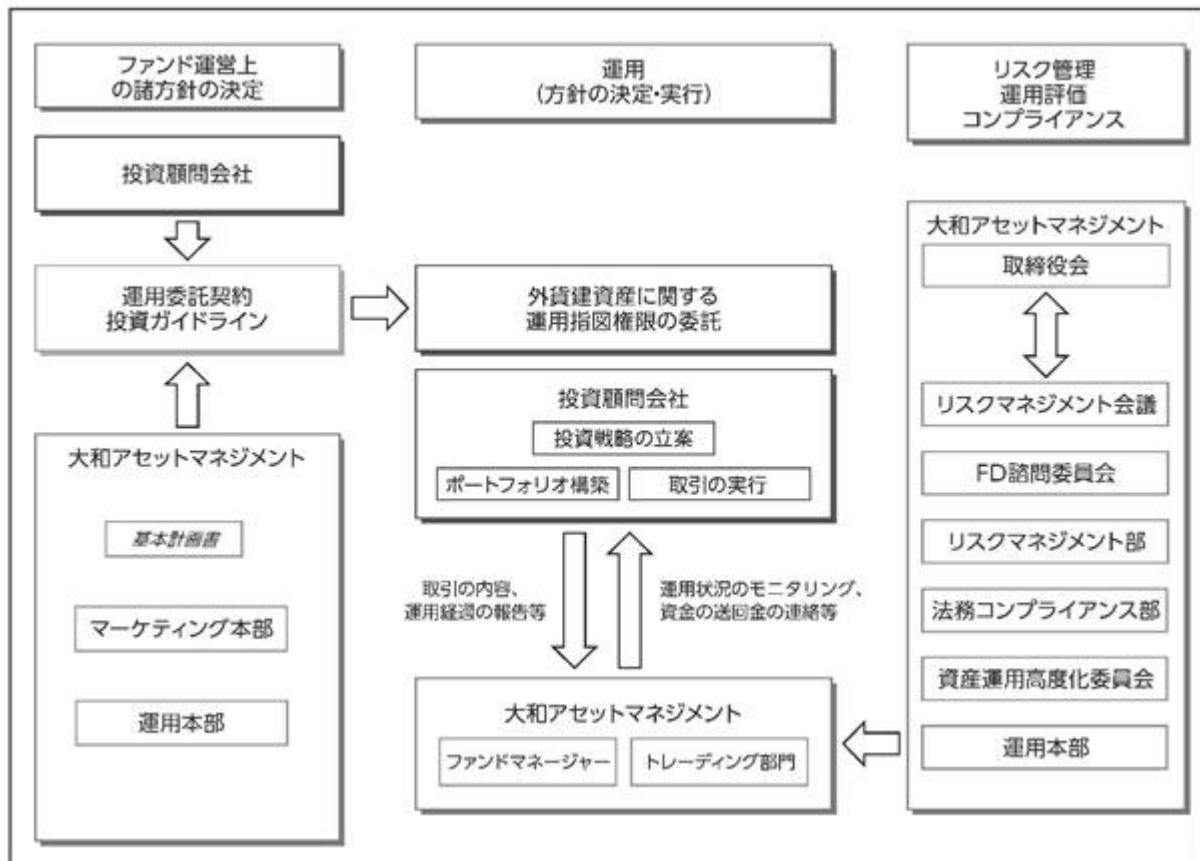 ファンド運営上
の諸方針の決定
投資顧問会社
運用委託契約
投資ガイドライン
大和アセットマネジメント
基本計画書
マーケティング本部
運用本部
運用
(方針の決定・実行)
外貨建資産に関する
運用指図権限の委託
投資顧問会社
投資戦略の立案
ポートフォリオ構築
取引の実行
取引の内容、
運用経過の報告等
運用状況のモニタリング、
資金の送回金の連絡等
大和アセットマネジメント
ファンドマネージャー
トレーディング部門
リスク管理
運用評価
コンプライアンス
大和アセットマネジメント
取締役会
リスクマネジメント会議
FD諮問委員会
リスクマネジメント部
法務コンプライアンス部
資産運用高度化委員会
運用本部